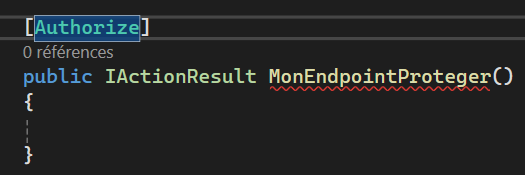 [Authorize]
0 références
public IActionResult MonEndpointProteger()
{
}